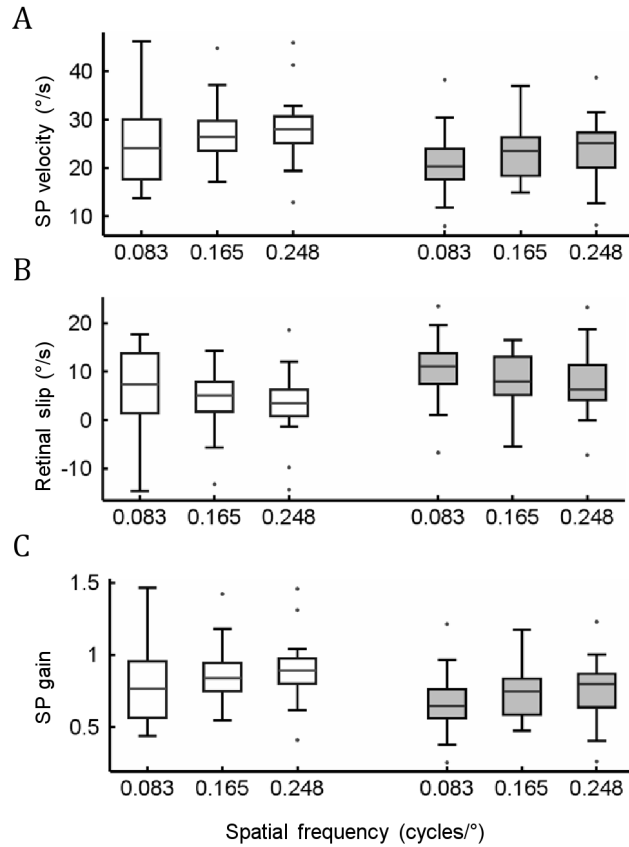 A
SP velocity (°/s)
40
30
20
10
0.083 0.165 0.248 0.083 0.165 0.248
B
Retinal slip (°/s)
20
10
0
-10
0.083 0.165 0.248 0.083 0.165 0.248
C
SP gain
1.5
1
0.5
0.083 0.165 0.248 0.083 0.165 0.248
Spatial frequency (cycles/°)